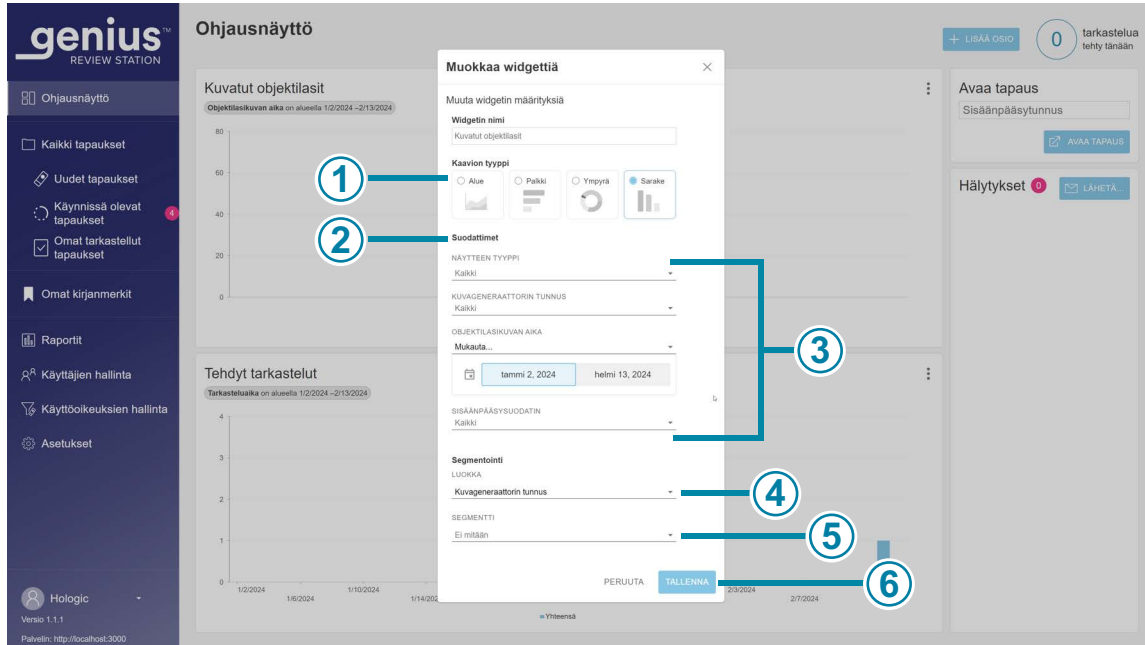 genius™
REVIEW STATION
Ohjausnäyttö
Kaikki tapaukset
Uudet tapaukset
Käynnissä olevat
tapaukset
4
Omat tarkastellut
tapaukset
Omat kirjanmerkit
Raportit
Käyttäjien hallinta
Käyttöoikeuksien hallinta
Asetukset
Hologic
Versio 1.1.1
Palvelin: http://localhost:3000
Ohjausnäyttö
+ LISÄÄ OSIO
0
tarkastelua
tehty tänään
Kuvatut objektilasit
Objektilasikuvan aika on alueella 1/2/2024 –2/13/2024
80
60
40
20
0
Tehdyt tarkastelut
Tarkasteluaika on alueella 1/2/2024 –2/13/2024
4
3
2
1
0
1/2/2024
1/6/2024
1/10/2024
1/14/202
2/3/2024
2/7/2024
Yhteensä
Muokkaa widgettiä
Muuta widgetin määrityksiä
Widgetin nimi
Kuvatut objektilasit
Kaavion tyyppi
Alue
Palkki
Ympyrä
Sarake
Suodattimet
NÄYTTEEN TYYPPI
Kaikki
KUVAGENERAATTORIN TUNNUS
Kaikki
OBJEKTILASIKUVAN AIKA
Mukauta...
tammi 2, 2024
helmi 13, 2024
SISÄÄNPÄÄSYSUODATIN
Kaikki
Segmentointi
LUOKKA
Kuvageneraattorin tunnus
SEGMENTTI
Ei mitään
PERUUTA
TALLENNA
1
2
3
4
5
6
Avaa tapaus
Sisäänpääsytunnus
AVAA TAPAUS
Hälytykset 0
LÄHETÄ...